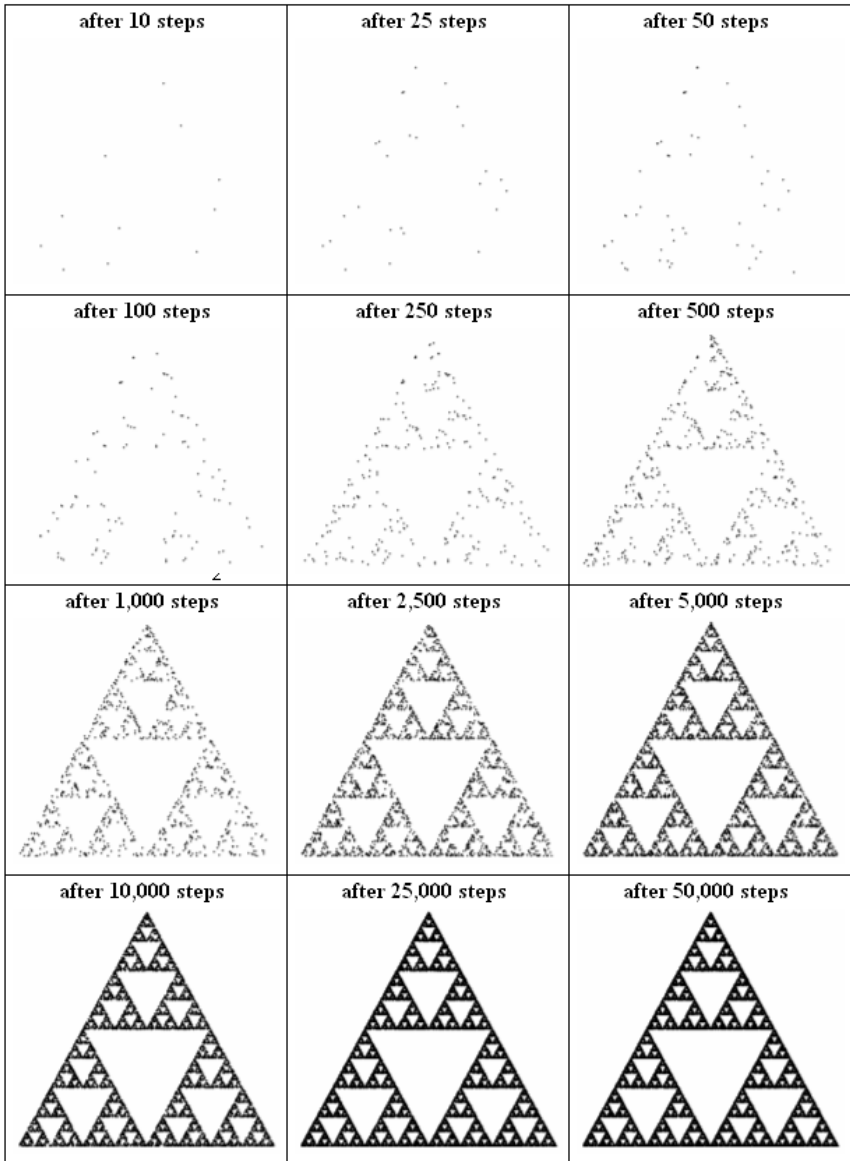 after 10 steps
after 25 steps
after 50 steps
after 100 steps
after 250 steps
after 500 steps
after 1,000 steps
after 2,500 steps
after 5,000 steps
after 10,000 steps
after 25,000 steps
after 50,000 steps